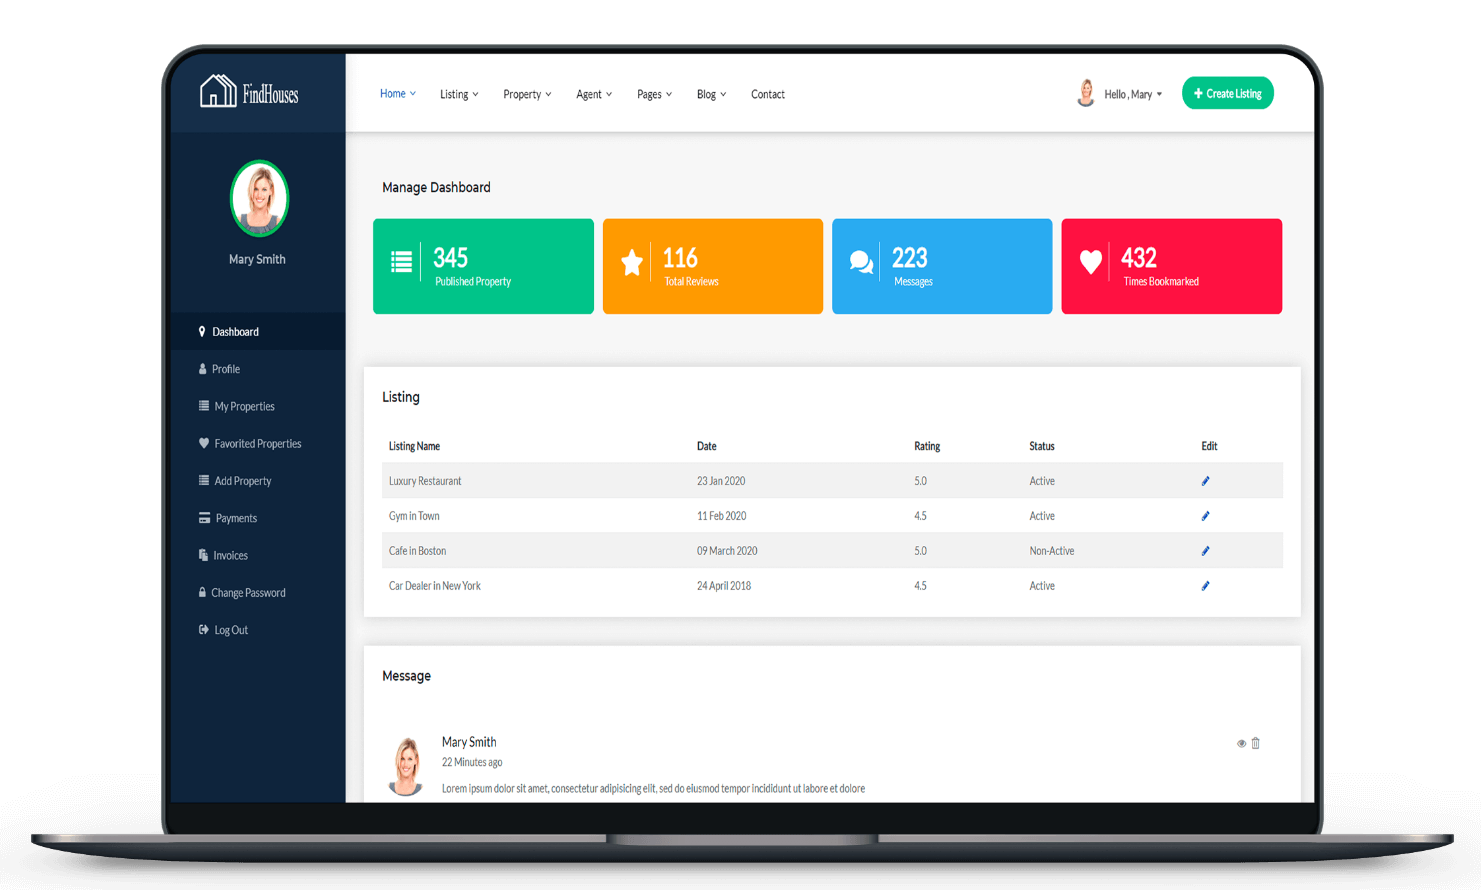 FindHouses
Home
Listing
Property
Agent
Pages
Blog
Contact
Hello , Mary
Create Listing
Mary Smith
Dashboard
Profile
My Properties
Favorited Properties
Add Property
Payments
Invoices
Change Password
Log Out
Manage Dashboard
345
Published Property
116
Total Reviews
223
Messages
432
Times Bookmarked
Listing
Listing Name Date Rating Status Edit
Luxury Restaurant 23 Jan 2020 5.0 Active
Gym in Town 11 Feb 2020 4.5 Active
Cafe in Boston 09 March 2020 5.0 Non-Active
Car Dealer in New York 24 April 2018 4.5 Active
Message
Mary Smith
22 Minutes ago
Lorem ipsum dolor sit amet, consectetur adipisicing elit, sed do eiusmod tempor incididunt ut labore et dolore